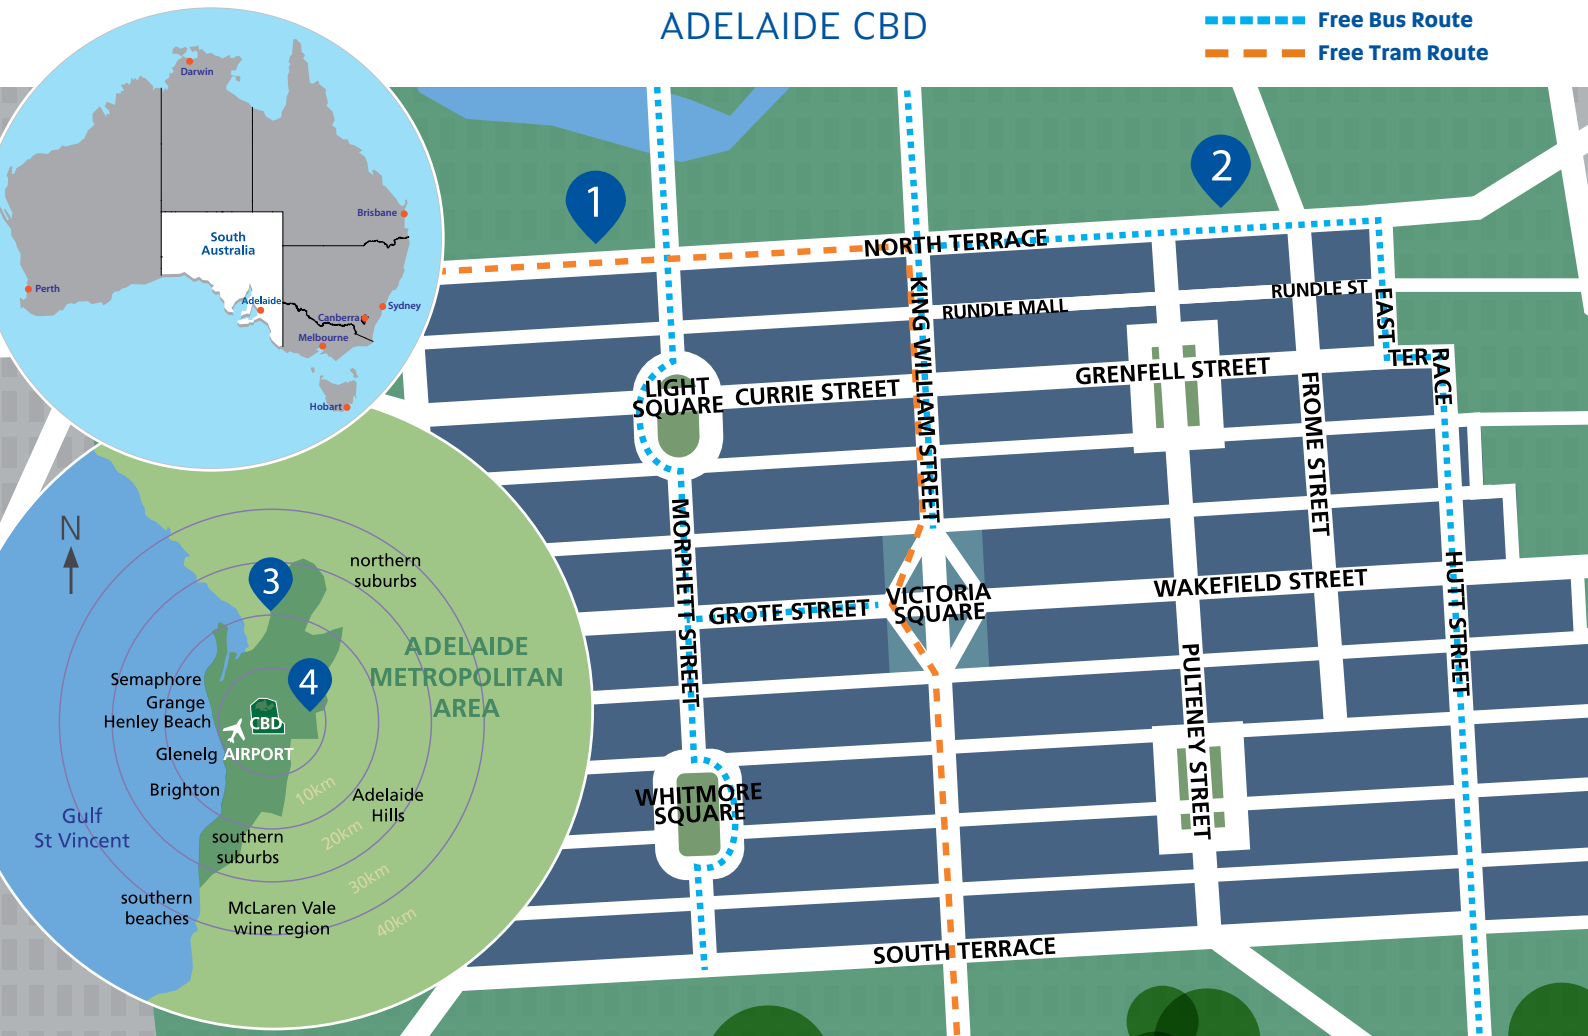 ADELAIDE CBD
Free Bus Route
Free Tram Route
Darwin
Brisbane
South
Australia
Perth
Adelaide
Sydney
Canberra
Melbourne
Hobart
1
2
NORTH TERRACE
RUNDLE MALL
RUNDLE ST
KING WILLIAM STREET
EAST
TER
RACE
LIGHT
SQUARE
CURRIE STREET
GRENFELL STREET
FROME STREET
MORPHETT STREET
GROTE STREET
VICTORIA
SQUARE
WAKEFIELD STREET
HUTT STREET
PULTENEY STREET
WHITMORE
SQUARE
SOUTH TERRACE
N
3
northern
suburbs
4
ADELAIDE
METROPOLITAN
AREA
Semaphore
Grange
Henley Beach
CBD
Glenelg
AIRPORT
Brighton
10km
Adelaide
Hills
Gulf
St Vincent
20km
southern
suburbs
30km
southern
beaches
McLaren Vale
wine region
40km